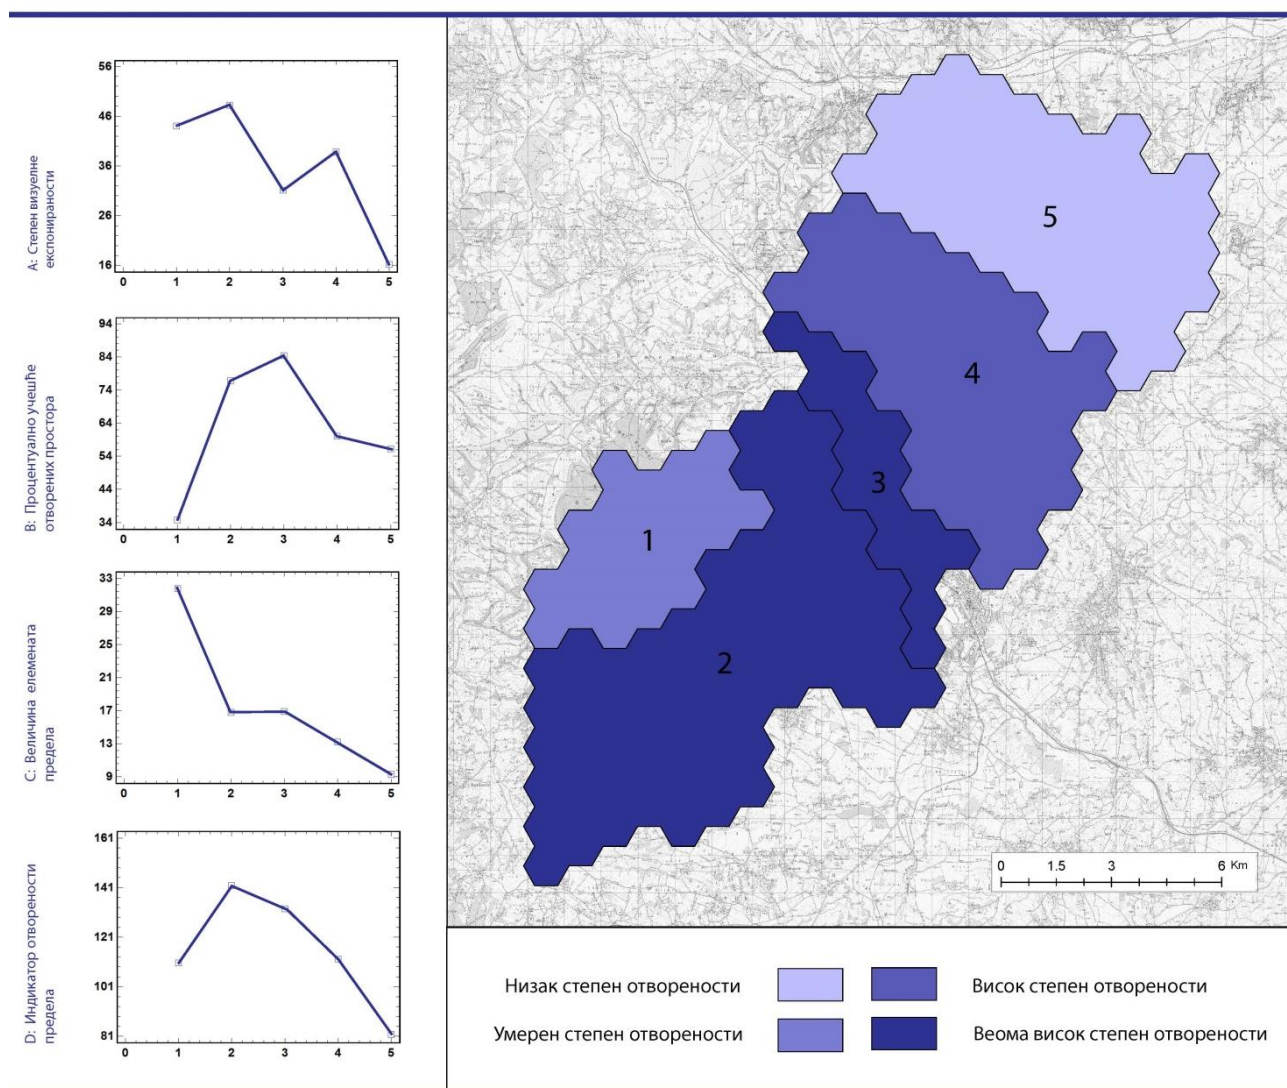 А: Степен визуелне
експонираности
56
46
36
26
16
0 1 2 3 4 5
В: Процентуално учешће
отворених простора
94
84
74
64
54
44
34
0 1 2 3 4 5
С: Величина елемената
предела
33
29
25
21
17
13
9
0 1 2 3 4 5
D: Индикатор отворености
предела
161
141
121
101
81
0 1 2 3 4 5
5
4
3
1
2
0 1.5 3 6 Km
Низак степен отворености
Висок степен отворености
Умерен степен отворености
Веома висок степен отворености